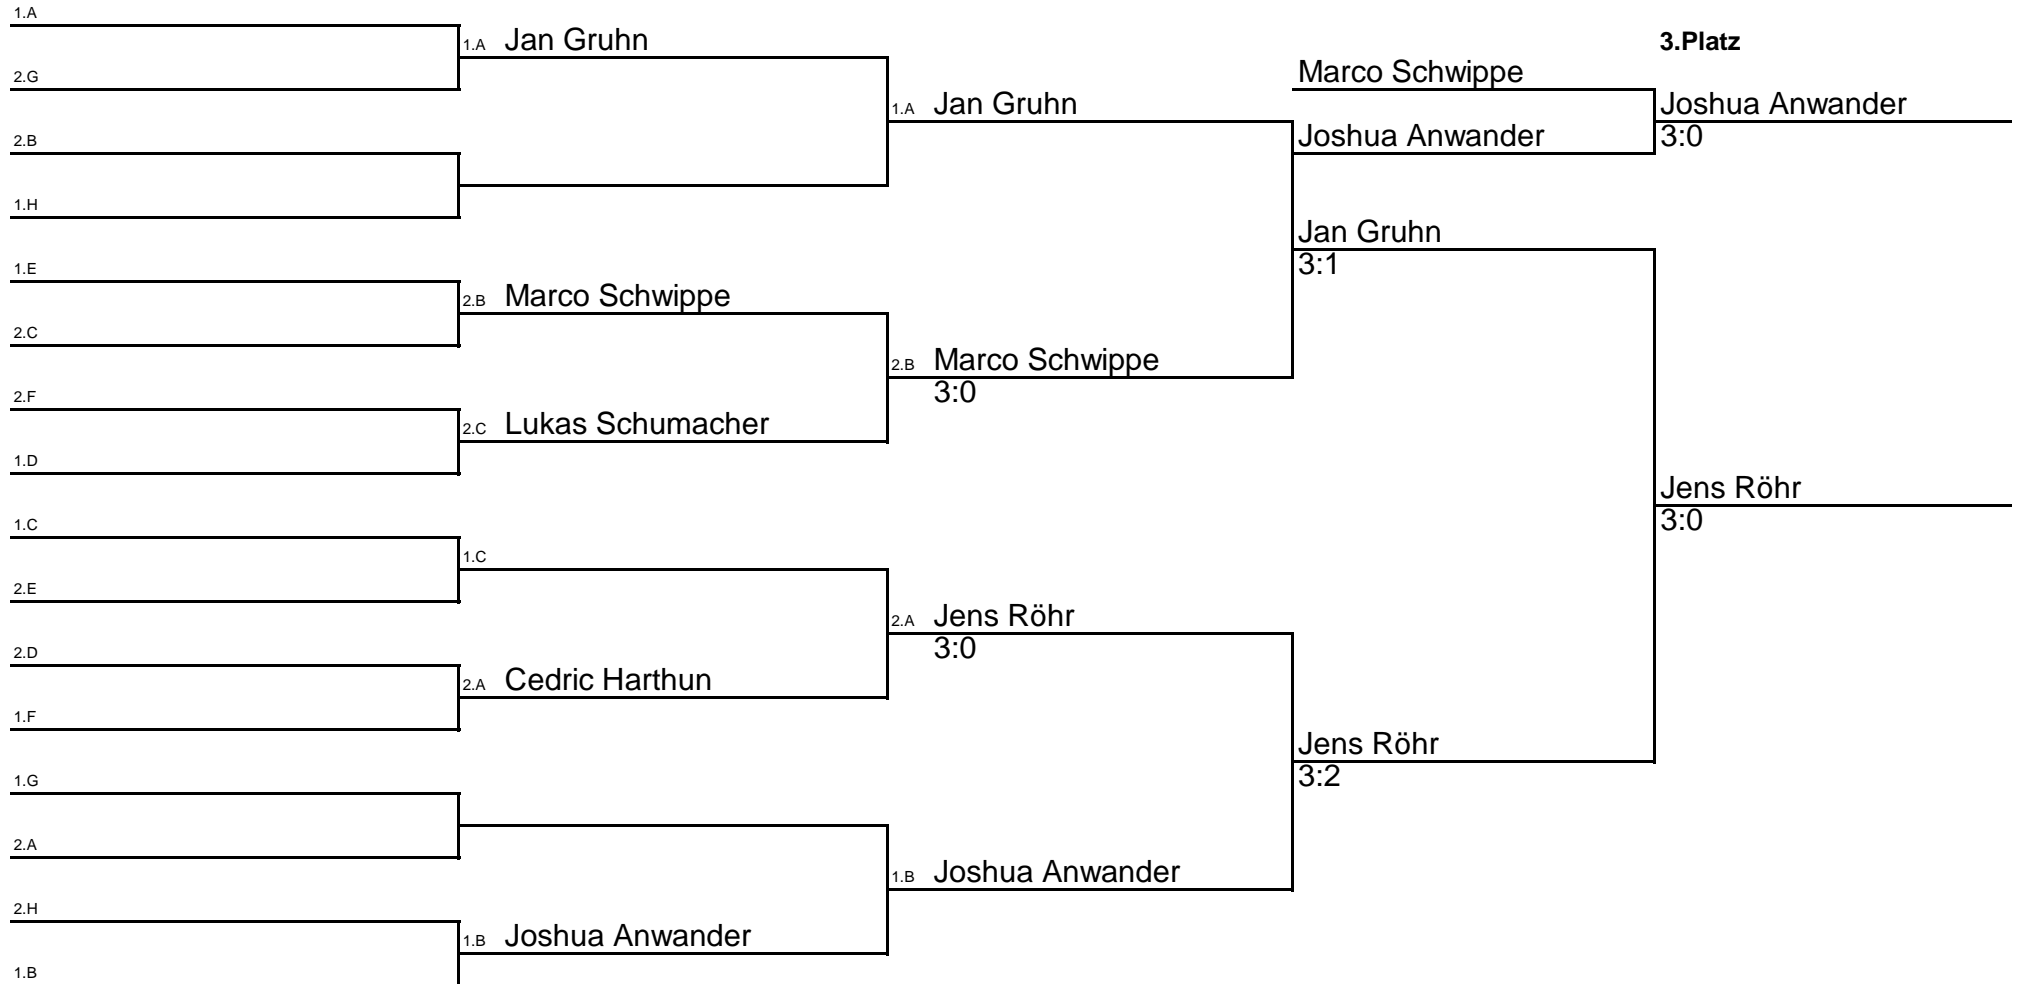 1.A
1.A Jan Gruhn
3.Platz
2.G
Marco Schwippe
1.A Jan Gruhn
Joshua Anwander
2.B
Joshua Anwander
3:0
1.H
Jan Gruhn
3:1
1.E
2.B Marco Schwippe
2.C
2.B Marco Schwippe
3:0
2.F
2.C Lukas Schumacher
1.D
Jens Röhr
3:0
1.C
1.C
2.E
2.A Jens Röhr
3:0
2.D
2.A Cedric Harthun
1.F
Jens Röhr
3:2
1.G
2.A
1.B Joshua Anwander
2.H
1.B Joshua Anwander
1.B